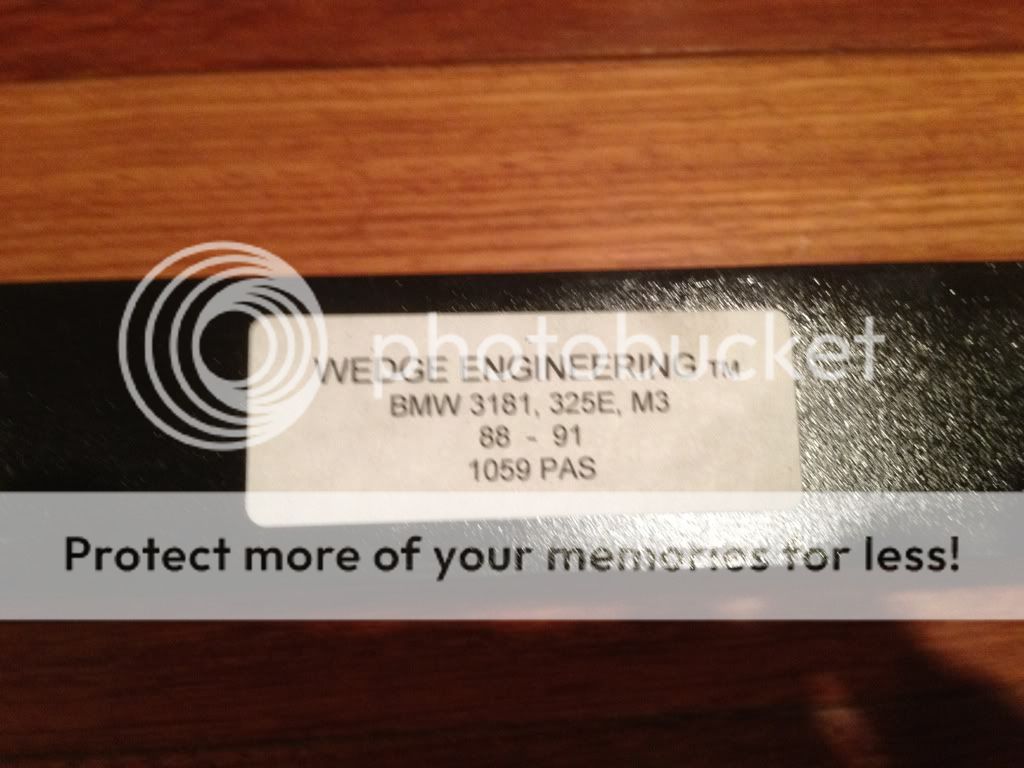 photobucket
WEDGE ENGINEERING TM
BMW 3181, 325E, M3
88 - 91
1059 PAS
Protect more of your memories for less!